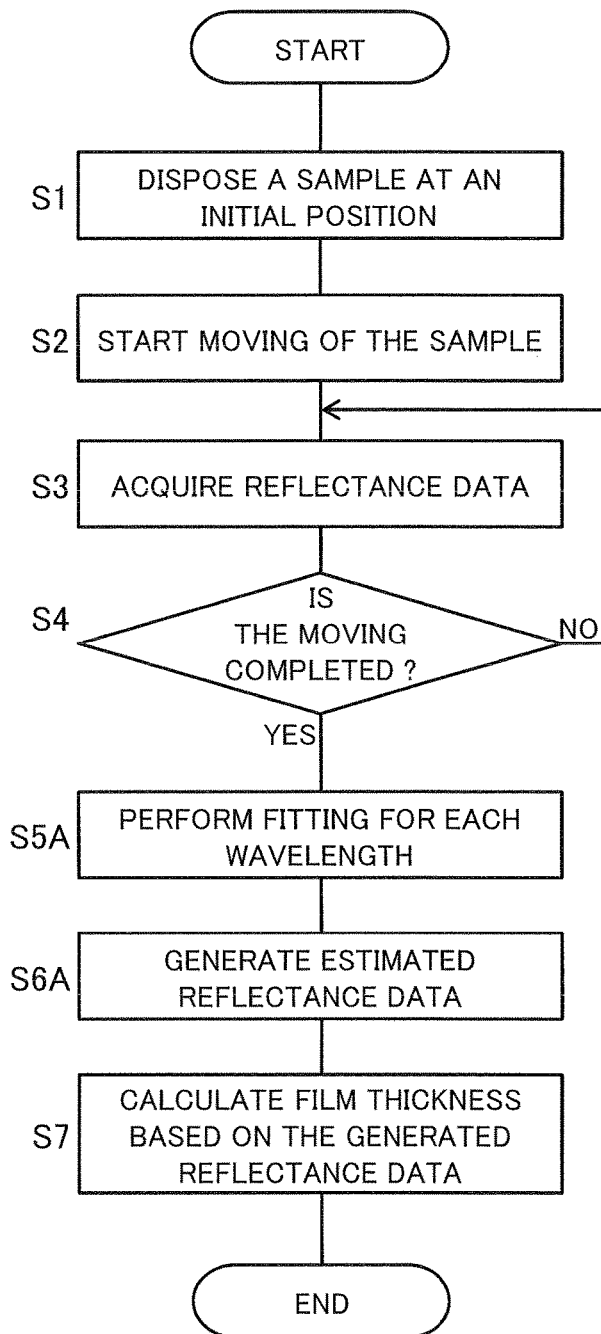 START
S1
DISPOSE A SAMPLE AT AN
INITIAL POSITION
S2
START MOVING OF THE SAMPLE
S3
ACQUIRE REFLECTANCE DATA
S4
IS
THE MOVING
COMPLETED ?
NO
YES
S5A
PERFORM FITTING FOR EACH
WAVELENGTH
S6A
GENERATE ESTIMATED
REFLECTANCE DATA
S7
CALCULATE FILM THICKNESS
BASED ON THE GENERATED
REFLECTANCE DATA
END